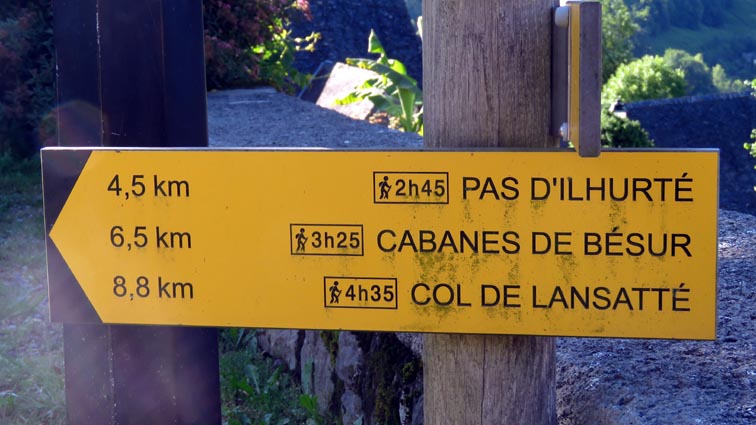 4,5 km 2h45 PAS D'ILHURTÉ
6,5 km 3h25 CABANES DE BÉSUR
8,8 km 4h35 COL DE LANSATTÉ